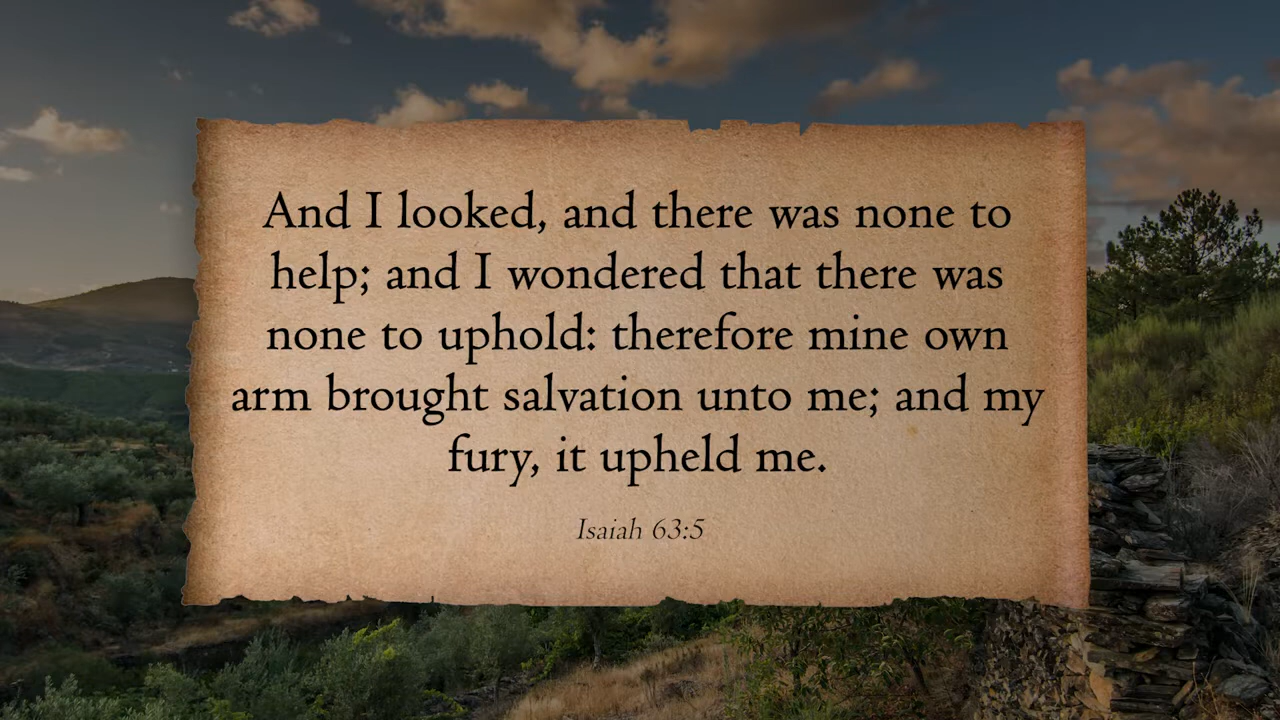 And I looked, and there was none to
help; and I wondered that there was
none to uphold: therefore mine own
arm brought salvation unto me; and my
fury, it upheld me.
Isaiah 63:5